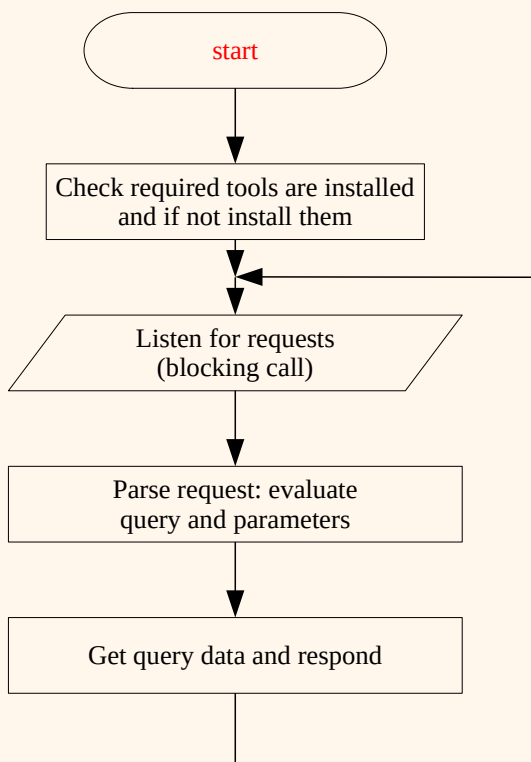 start
Check required tools are installed
and if not install them
Listen for requests
(blocking call)
Parse request: evaluate
query and parameters
Get query data and respond